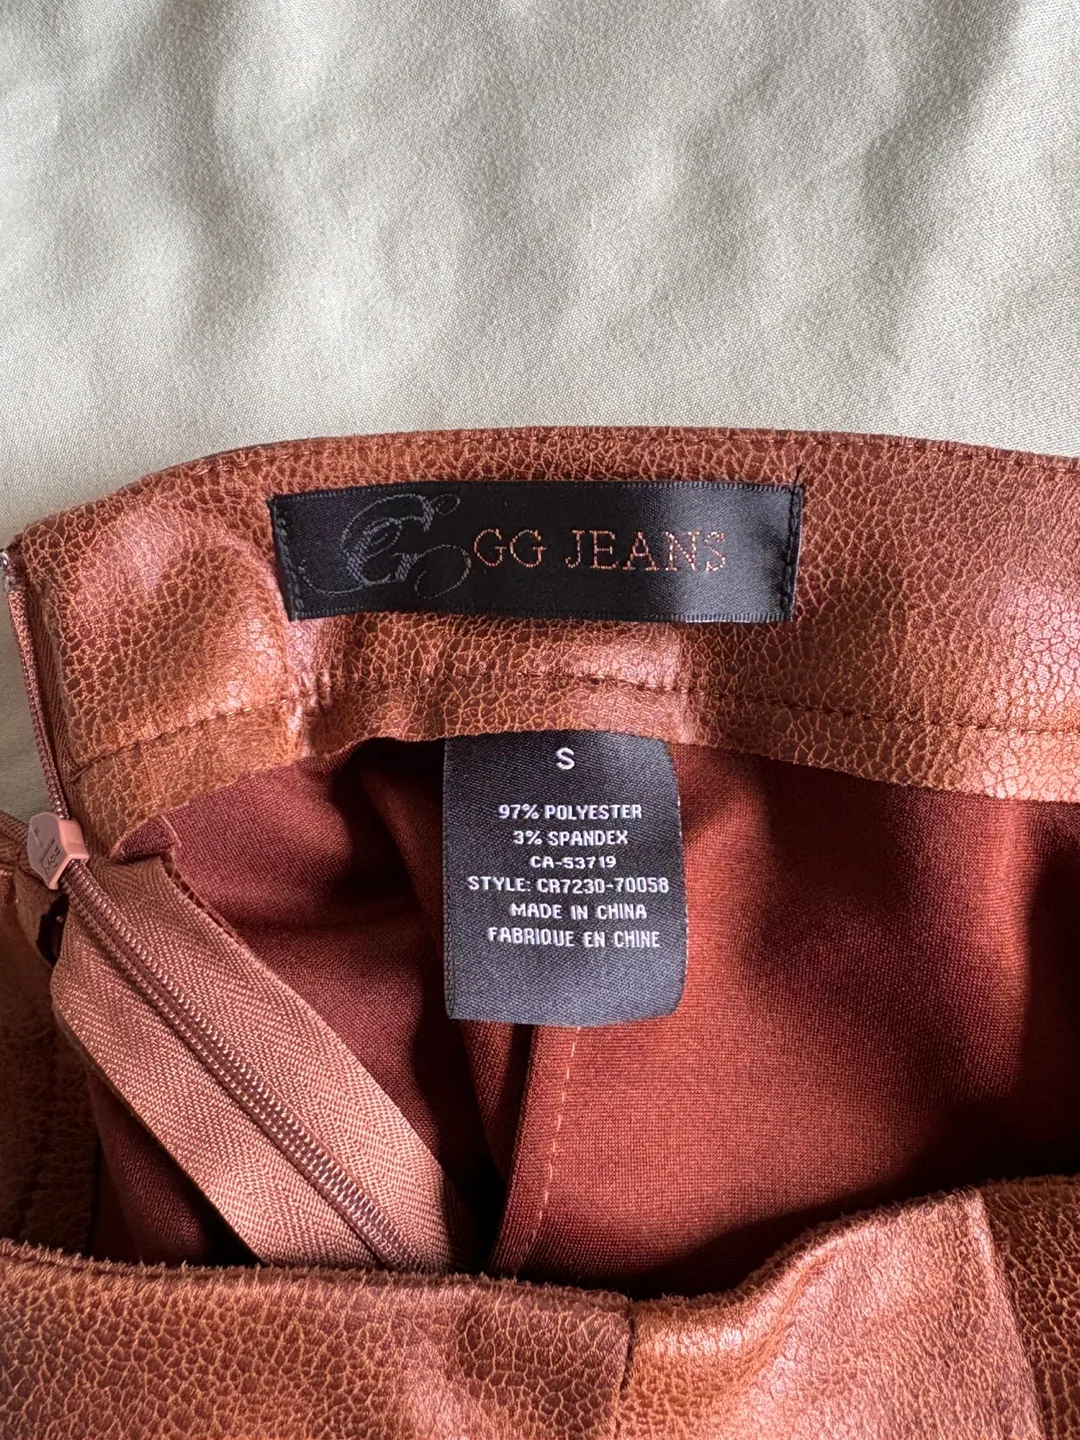 GG JEANS
S
97% POLYESTER
3% SPANDEX
CA-53719
STYLE: CR7230-70058
MADE IN CHINA
FABRIQUE EN CHINE